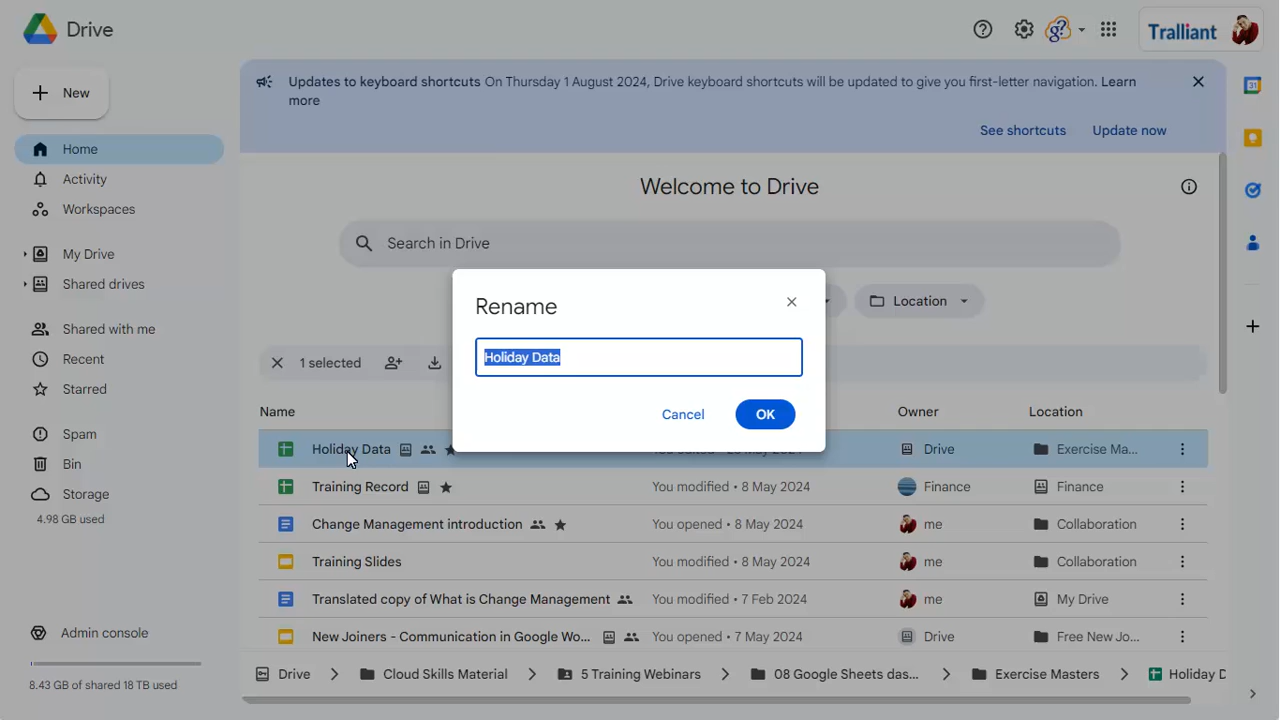 Drive
Tralliant
New
Updates to keyboard shortcuts On Thursday 1 August 2024, Drive keyboard shortcuts will be updated to give you first-letter navigation. Learn
more
See shortcuts Update now
Home
Activity
Workspaces
My Drive
Shared drives
Shared with me
Recent
Starred
Spam
Bin
Storage
4.98 GB used
Admin console
8.43 GB of shared 18 TB used
Welcome to Drive
Search in Drive
Location
Rename
Holiday Data
Cancel OK
1 selected
Name Owner Location
Holiday Data Drive Exercise Ma...
Training Record You modified • 8 May 2024 Finance Finance
Change Management introduction You opened • 8 May 2024 me Collaboration
Training Slides You modified • 8 May 2024 me Collaboration
Translated copy of What is Change Management You modified • 7 Feb 2024 me My Drive
New Joiners - Communication in Google Wo... You modified • 7 May 2024 Drive Free New Jo...
Drive Cloud Skills Material 5 Training Webinars 08 Google Sheets das... Exercise Masters Holiday D
31